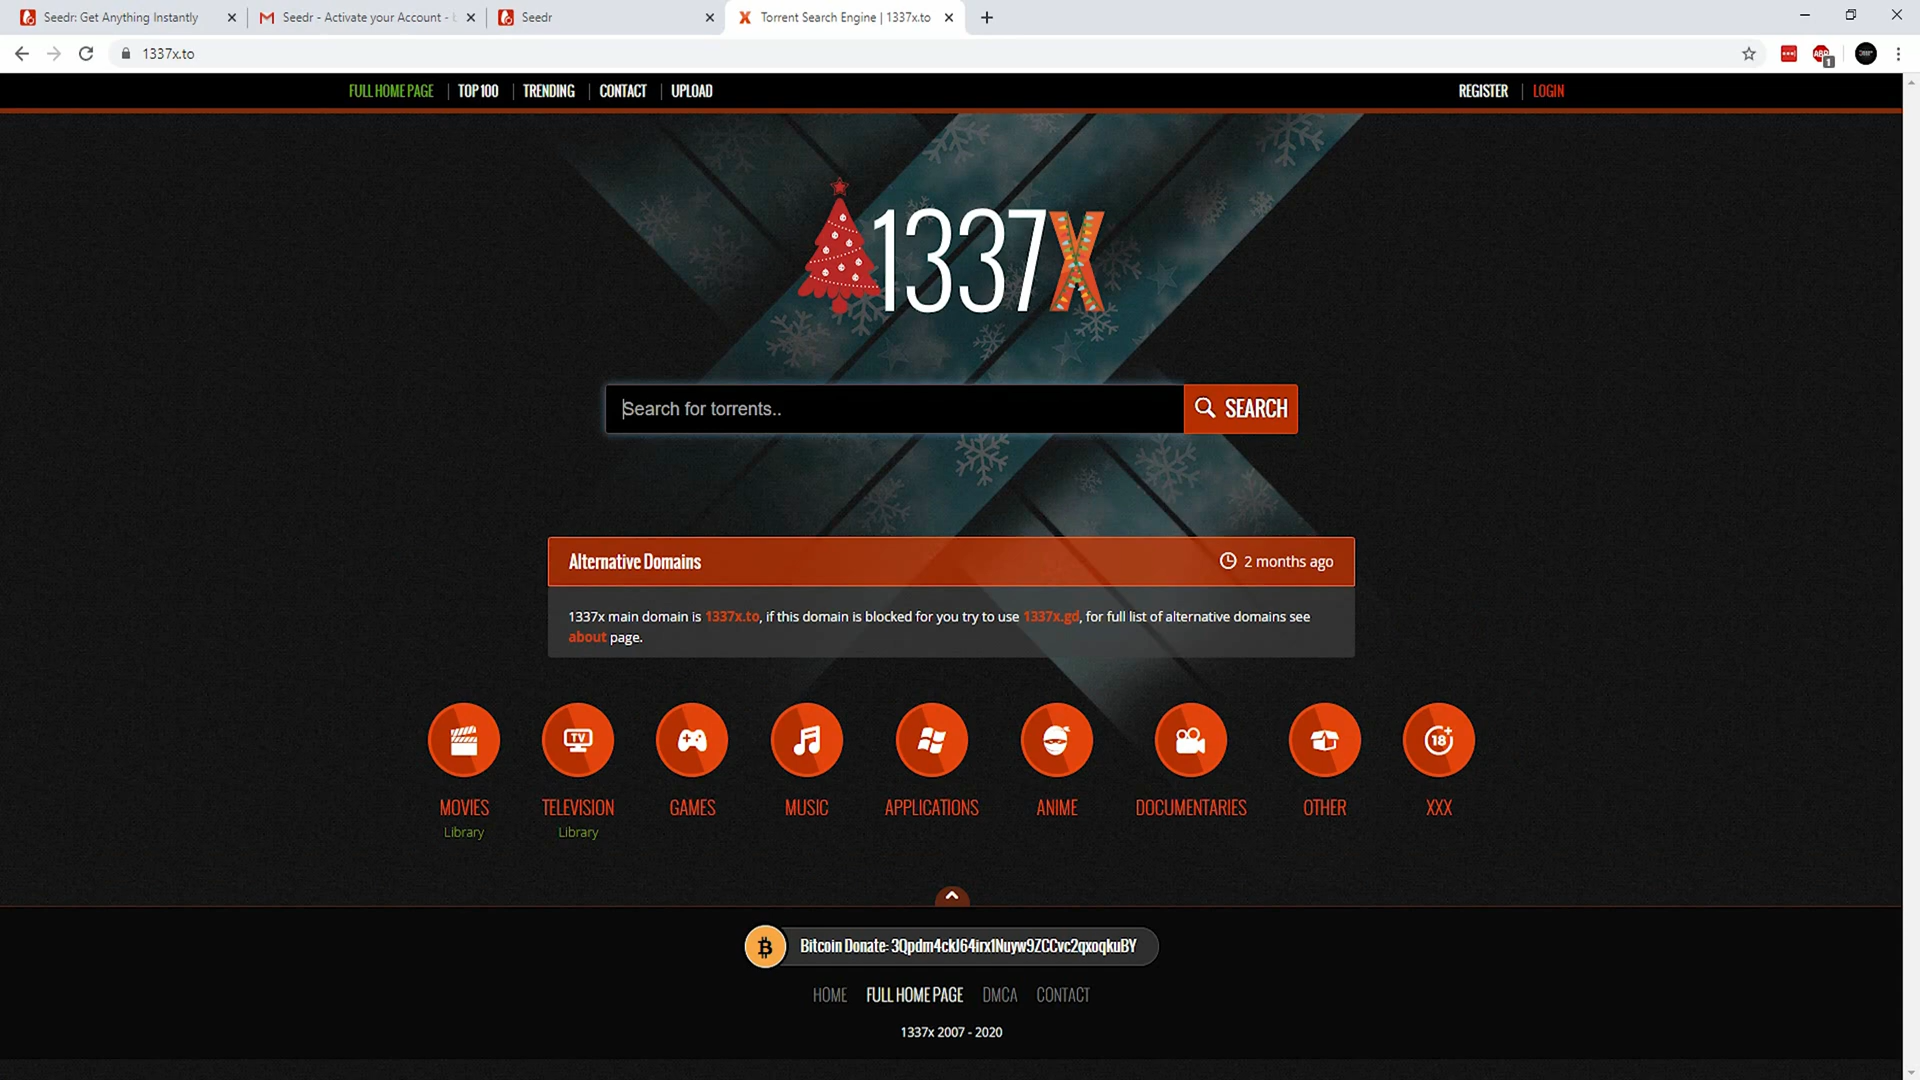 Seedr: Get Anything Instantly
Seedr - Activate your Account -
Seedr
Torrent Search Engine | 1337x.to
1337x.to
ABP
1
FULL HOME PAGE
TOP 100
TRENDING
CONTACT
UPLOAD
REGISTER
LOGIN
1337X
Search for torrents..
SEARCH
Alternative Domains
2 months ago
1337x main domain is 1337x.to, if this domain is blocked for you try to use 1337x.gd, for full list of alternative domains see
about page.
TV
18+
MOVIES
TELEVISION
GAMES
MUSIC
APPLICATIONS
ANIME
DOCUMENTARIES
OTHER
XXX
Library
Library
Bitcoin Donate: 3Qpdm4ckJ64irx1Nuyw9ZCCvc2qxoqkuBY
HOME
FULL HOME PAGE
DMCA
CONTACT
1337x 2007 - 2020